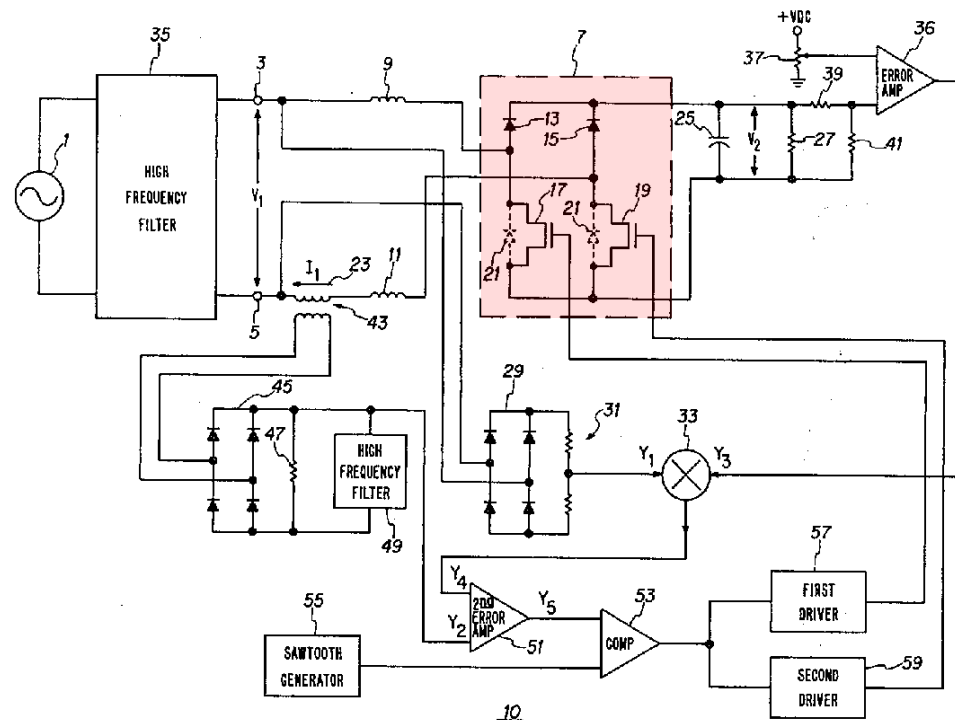 35
3
9
7
+VDC
36
37
ERROR
AMP
39
1
HIGH
FREQUENCY
FILTER
V1
13
15
25
V2
27
41
17
19
21
21
I1
23
11
5
43
45
29
31
33
47
HIGH
FREQUENCY
FILTER
49
Y1
Y3
57
FIRST
DRIVER
Y4
Y2
2nd
ERROR
AMP
51
Y5
53
COMP
55
SAWTOOTH
GENERATOR
59
SECOND
DRIVER
10